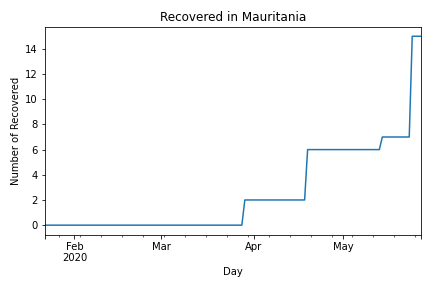 Recovered in Mauritania
Number of Recovered
14
12
10
8
6
4
2
0
Feb
2020
Mar
Apr
May
Day